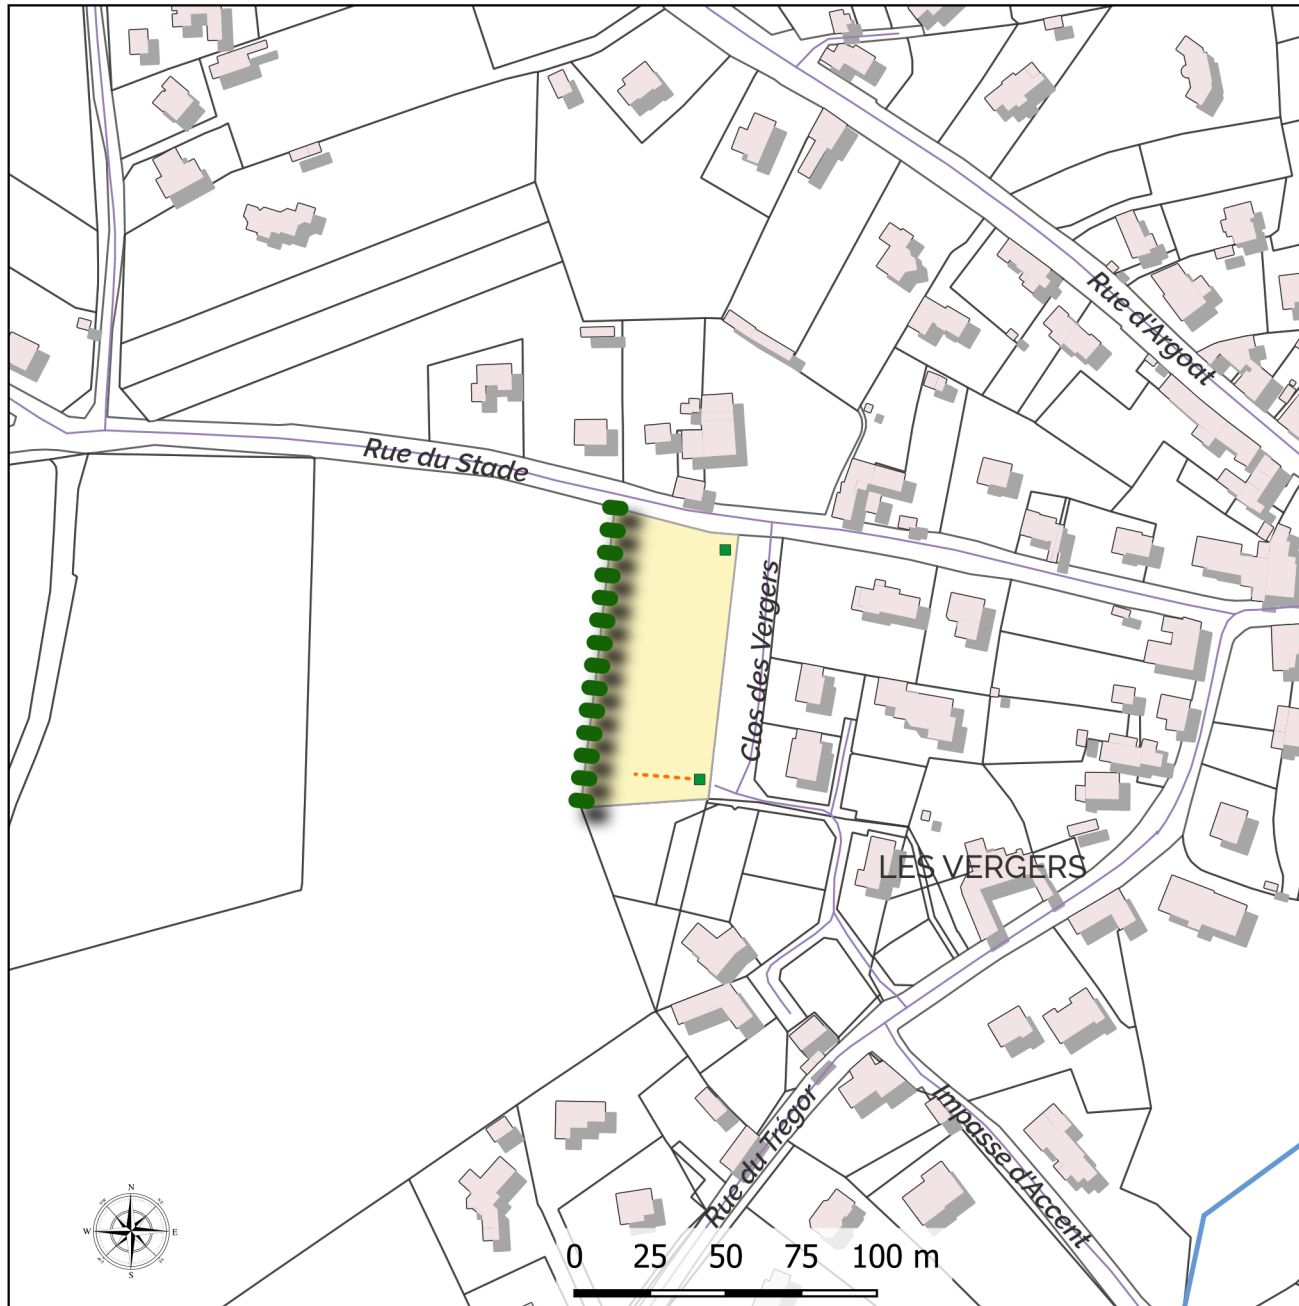 Rue d'Argoat
Rue du Stade
Clos des Vergers
LES VERGERS
Rue du Trégor
Impasse d'Accent
N
W E
S
0 25 50 75 100 m